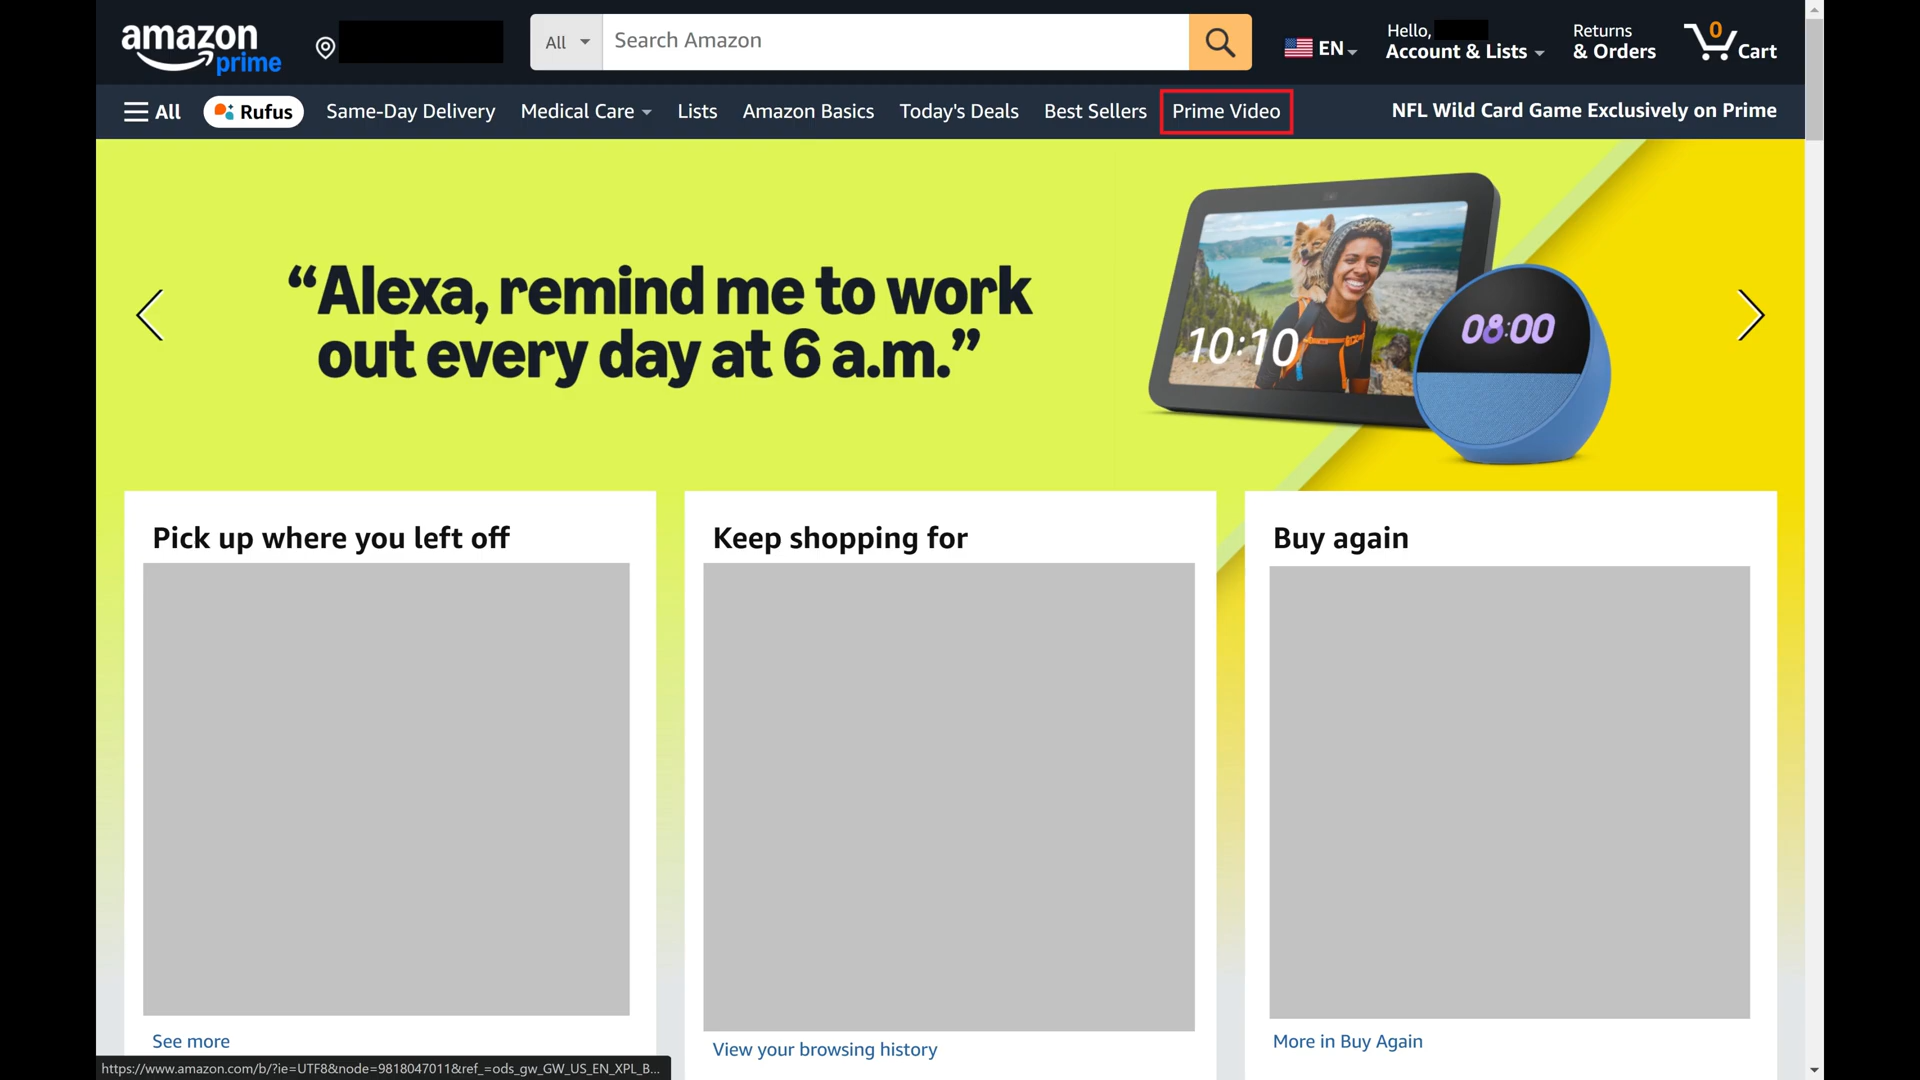 amazon
prime
All
Search Amazon
EN
Hello,
Account & Lists
Returns
& Orders
0
Cart
All
Rufus
Same-Day Delivery
Medical Care
Lists
Amazon Basics
Today's Deals
Best Sellers
Prime Video
NFL Wild Card Game Exclusively on Prime
“Alexa, remind me to work
out every day at 6 a.m.”
10:10
08:00
Pick up where you left off
Keep shopping for
Buy again
See more
View your browsing history
More in Buy Again
https://www.amazon.com/b/?ie=UTF8&node=9818047011&ref_=ods_gw_GW_US_EN_XPL_B...